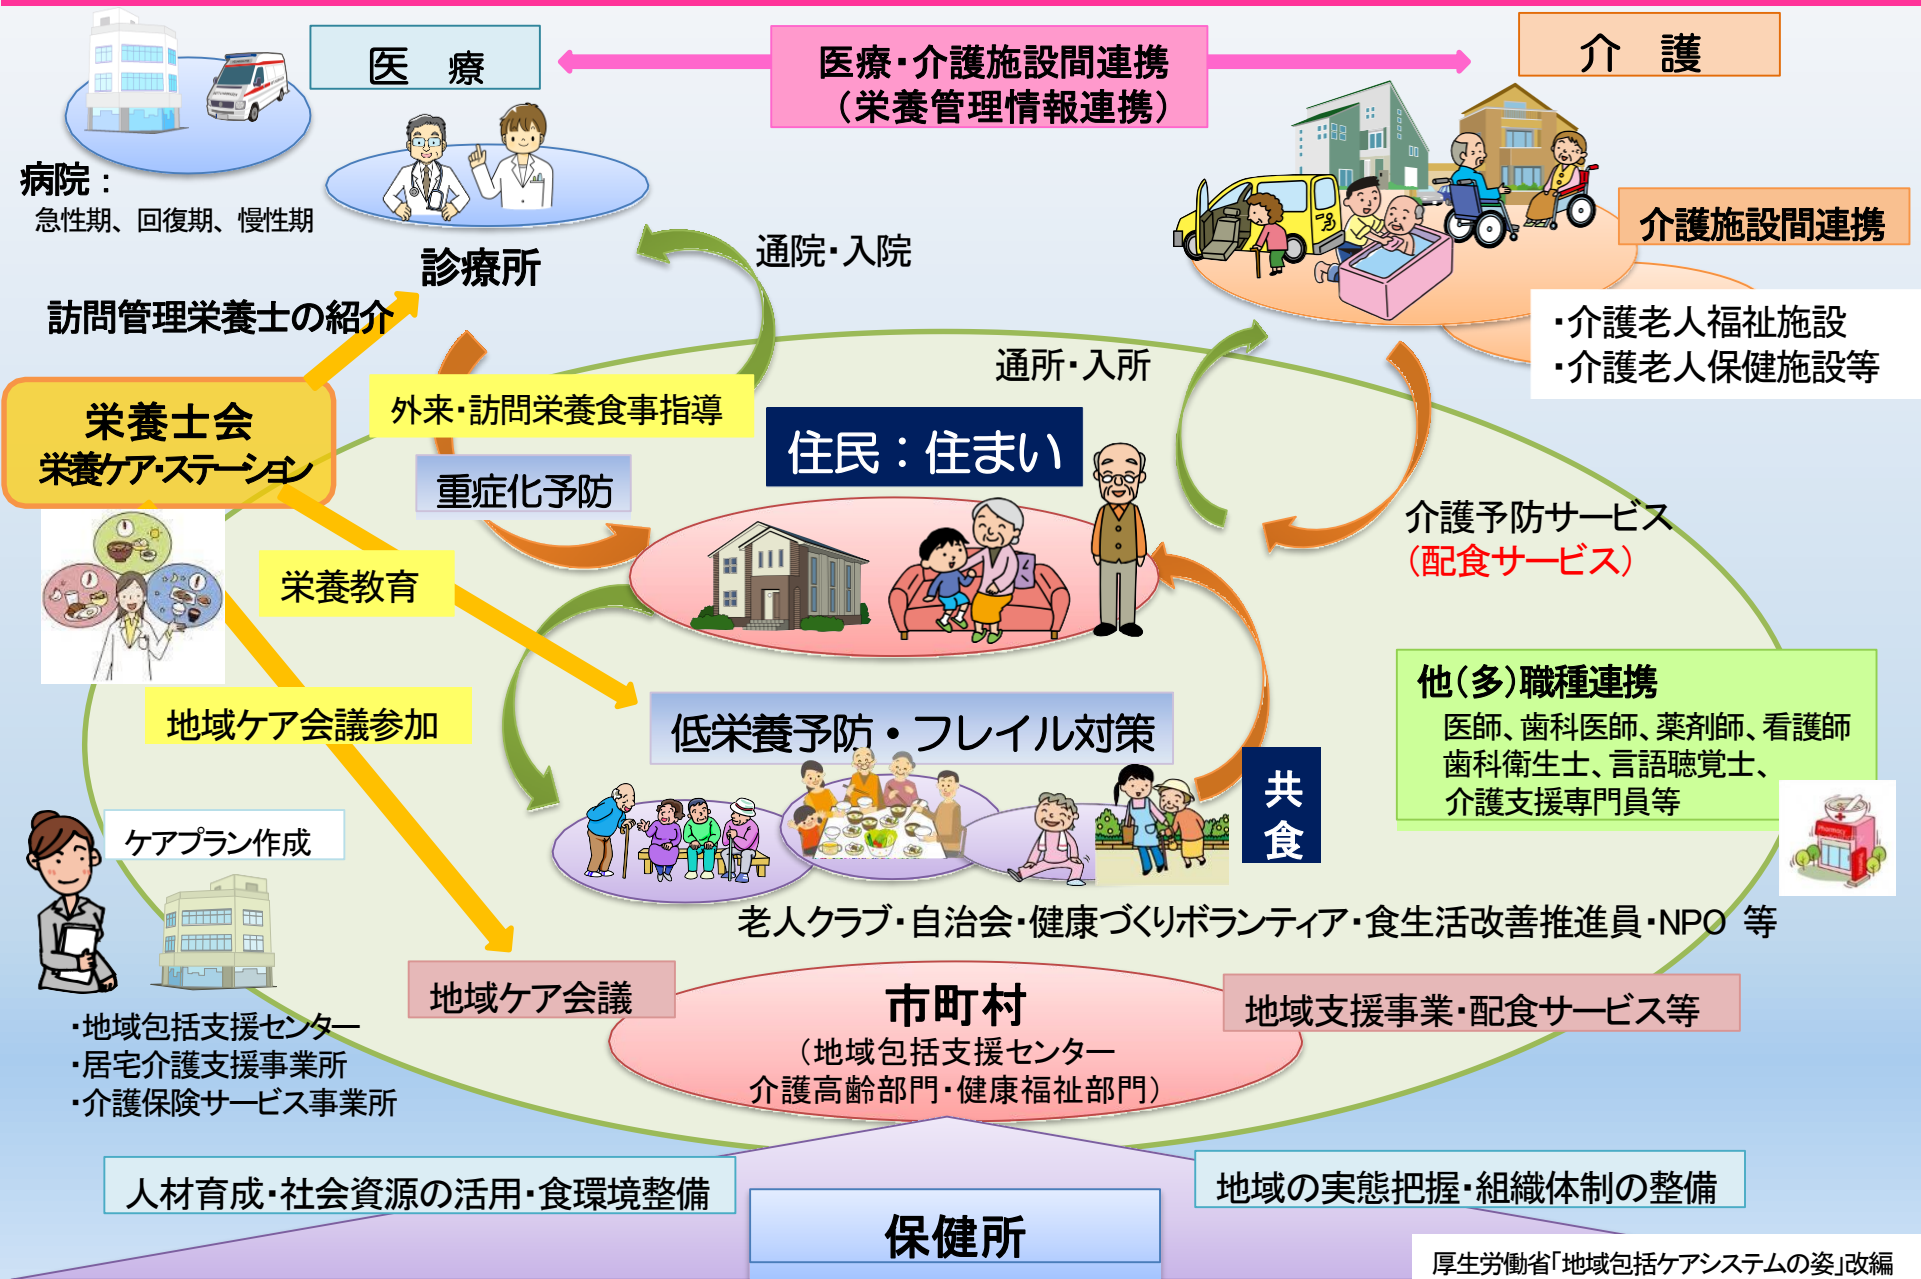 医　療
医療・介護施設間連携
（栄養管理情報連携）
介　護
病院：
急性期、回復期、慢性期
診療所
通院・入院
介護施設間連携
・介護老人福祉施設
・介護老人保健施設等
訪問管理栄養士の紹介
通所・入所
栄養士会
栄養ケア・ステーション
外来・訪問栄養食事指導
重症化予防
住民：住まい
介護予防サービス
（配食サービス）
栄養教育
地域ケア会議参加
低栄養予防・フレイル対策
他（多）職種連携
医師、歯科医師、薬剤師、看護師
歯科衛生士、言語聴覚士、
介護支援専門員等
共
食
ケアプラン作成
老人クラブ・自治会・健康づくりボランティア・食生活改善推進員・NPO 等
地域ケア会議
市町村
（地域包括支援センター
介護高齢部門・健康福祉部門）
地域支援事業・配食サービス等
・地域包括支援センター
・居宅介護支援事業所
・介護保険サービス事業所
人材育成・社会資源の活用・食環境整備
地域の実態把握・組織体制の整備
保健所
厚生労働省「地域包括ケアシステムの姿」改編